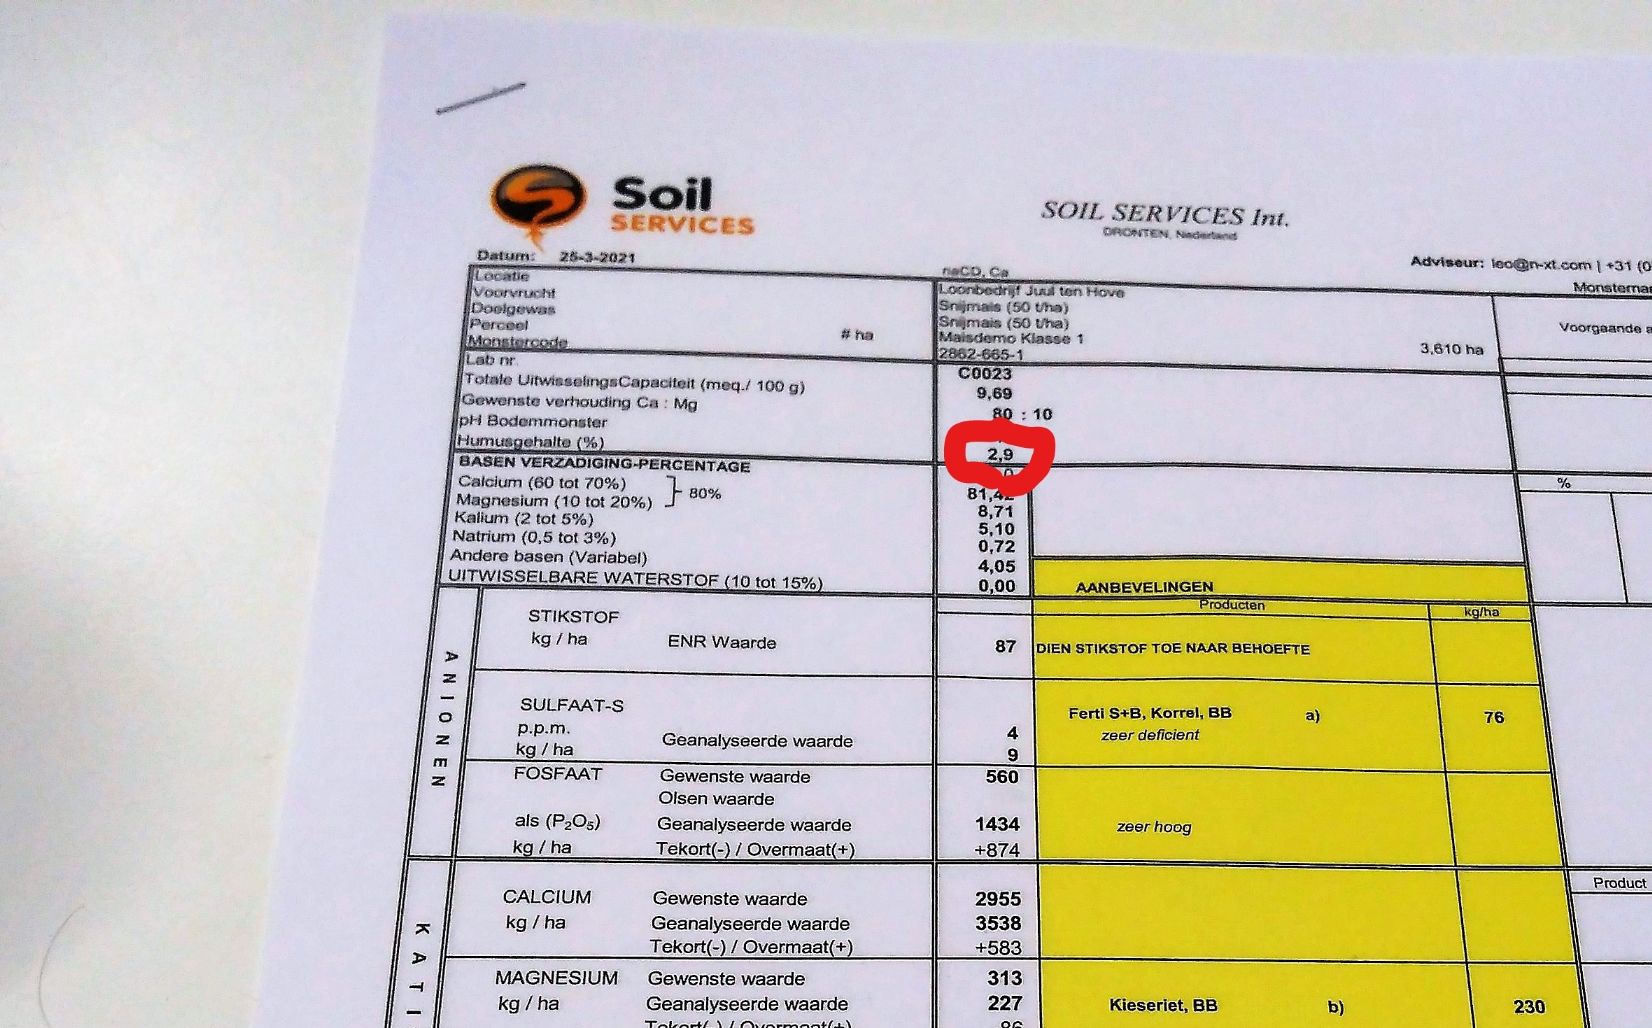 Soil
SERVICES
SOIL SERVICES Int.
DRONTEN, Nederland
Datum: 25-3-2021
naCD, Ca
Adviseur: leo@n-xt.com | +31 (0
Locatie
Loonbedrijf Juul ten Hove
Voorvrucht
Snijmais (50 t/ha)
Doelgewas
Snijmais (50 t/ha)
Voorgaande a
Perceel # ha
Maisdemo Klasse 1 3,610 ha
Monstercode 2862-665-1
Lab nr. C0023
Totale UitwisselingsCapaciteit (meq./ 100 g) 9,69
Gewenste verhouding Ca : Mg 80 : 10
pH Bodemmonster
Humusgehalte (%) 2,9
BASEN VERZADIGING-PERCENTAGE
%
Calcium (60 tot 70%) 81,42
80%
Magnesium (10 tot 20%) 8,71
Kalium (2 tot 5%) 5,10
Natrium (0,5 tot 3%) 0,72
Andere basen (Variabel) 4,05
UITWISSELBARE WATERSTOF (10 tot 15%) 0,00
AANBEVELINGEN
Producten kg/ha
ANIONEN
STIKSTOF
kg / ha ENR Waarde 87 DIEN STIKSTOF TOE NAAR BEHOEFTE
SULFAAT-S Ferti S+B, Korrel, BB a) 76
p.p.m. 4 zeer deficient
kg / ha Geanalyseerde waarde 9
FOSFAAT Gewenste waarde 560
Olsen waarde
als (P₂O₅) Geanalyseerde waarde 1434 zeer hoog
kg / ha Tekort(-) / Overmaat(+) +874
Product
KATI
CALCIUM Gewenste waarde 2955
kg / ha Geanalyseerde waarde 3538
Tekort(-) / Overmaat(+) +583
MAGNESIUM Gewenste waarde 313
kg / ha Geanalyseerde waarde 227 Kieseriet, BB b) 230
Tekort(-) / Overmaat(+)